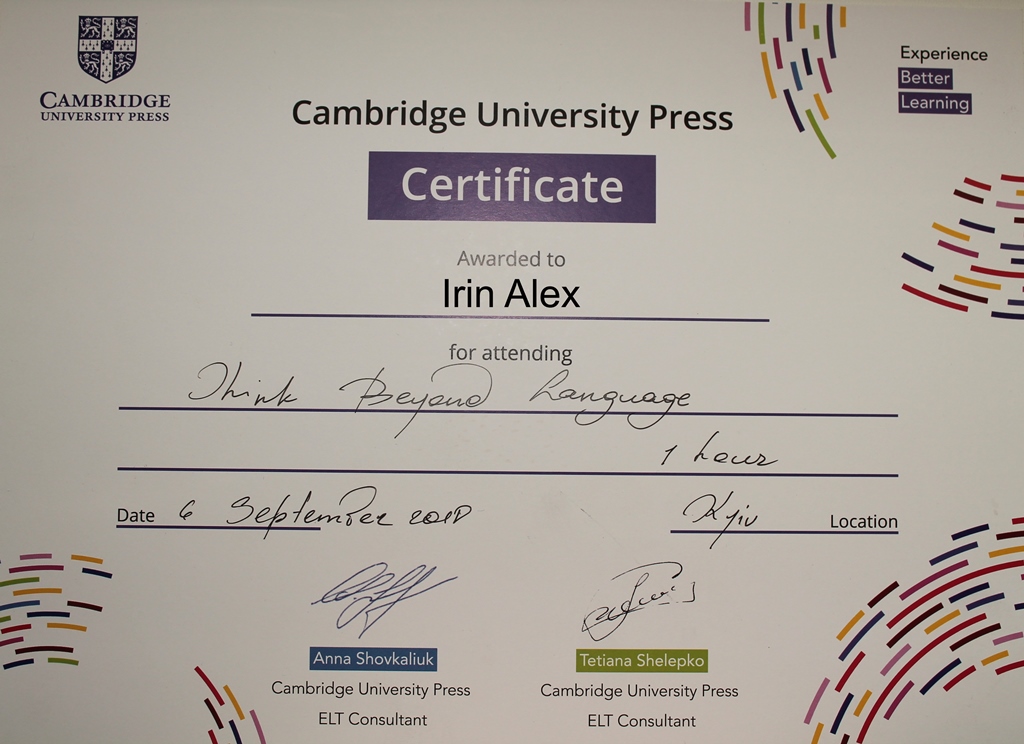 CAMBRIDGE
UNIVERSITY PRESS
Experience
Better
Learning
Cambridge University Press
Certificate
Awarded to
Irin Alex
for attending
Think Beyond Language
1 hour
Date 6 September 2018 Kyiv Location
Anna Shovkaliuk Tetiana Shelepko
Cambridge University Press Cambridge University Press
ELT Consultant ELT Consultant